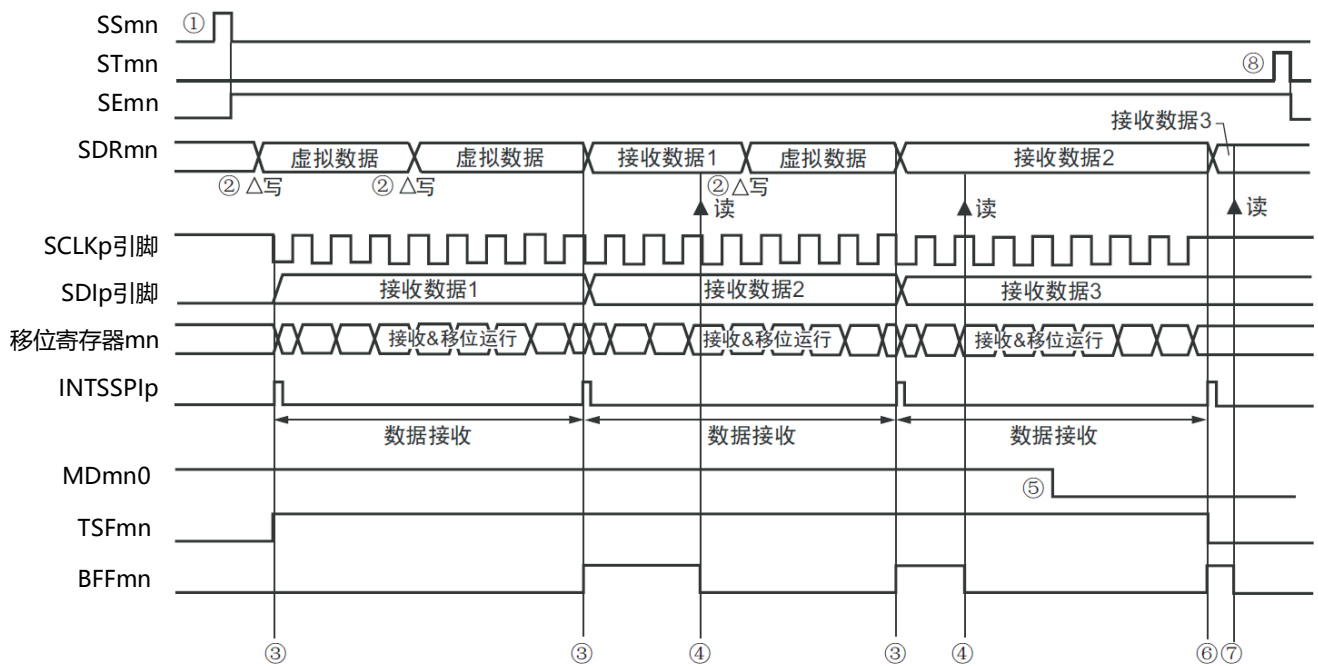 SSmn ①
STmn ⑧
SEmn
接收数据3
SDRmn 虚拟数据 虚拟数据 接收数据1 虚拟数据 接收数据2
②△写 ②△写 ②△写
读 读 读
SCLKp引脚
SDIp引脚 接收数据1 接收数据2 接收数据3
移位寄存器mn 接收&移位运行 接收&移位运行 接收&移位运行
INTSSPIp
数据接收 数据接收 数据接收
MDmn0 ⑤
TSFmn
BFFmn
③ ③ ④ ③ ④ ⑥⑦